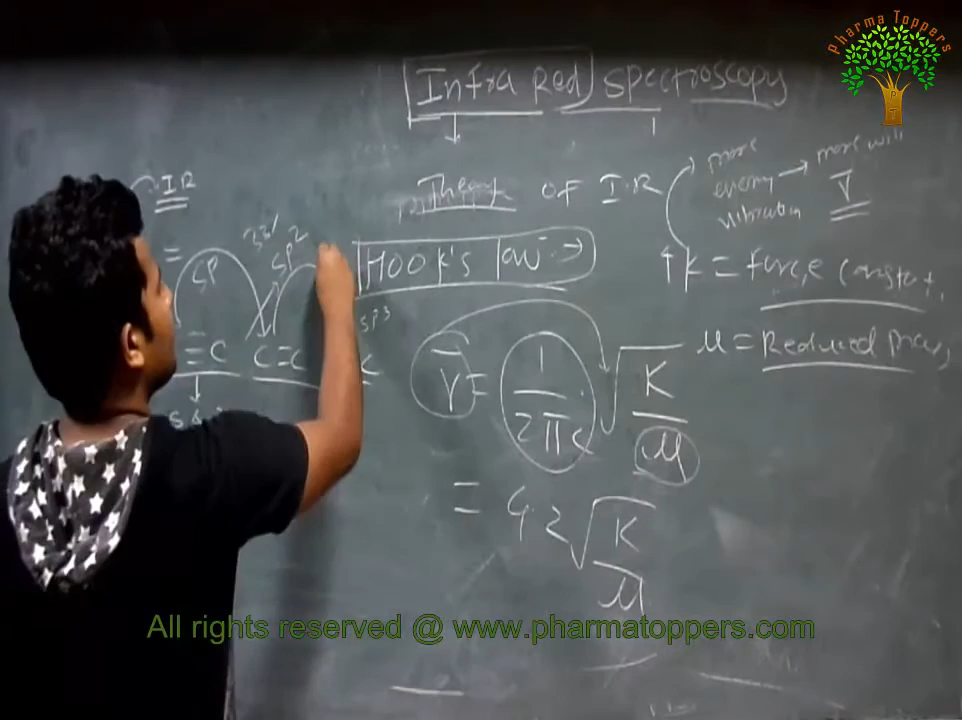 Pharma Toppers
P
T
InFra Red Spectroscopy
IR
Theory of I.R
more energy vibration → more will ν̅
Hook's law →
↑ K = force constant,
μ = Reduced mass,
=
SP
33%
SP2
SP3
≡C C=C C
ν̅ = 1/2πc √K/μ
= 4.2 √K/μ
All rights reserved @ www.pharmatoppers.com